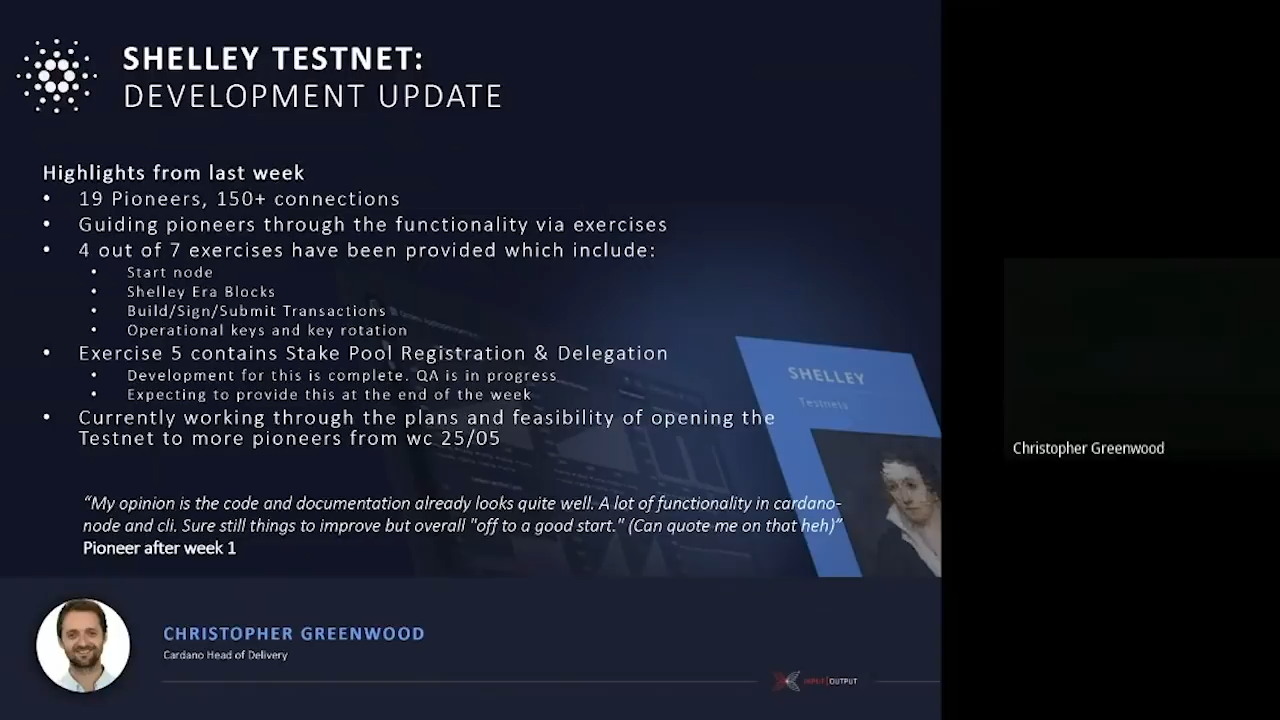 SHELLEY TESTNET:
DEVELOPMENT UPDATE
Highlights from last week
• 19 Pioneers, 150+ connections
• Guiding pioneers through the functionality via exercises
• 4 out of 7 exercises have been provided which include:
• Start node
• Shelley Era Blocks
• Build/Sign/Submit Transactions
• Operational keys and key rotation
• Exercise 5 contains Stake Pool Registration & Delegation
• Development for this is complete. QA is in progress
• Expecting to provide this at the end of the week
• Currently working through the plans and feasibility of opening the
Testnet to more pioneers from wc 25/05
SHELLEY
Testnets
“My opinion is the code and documentation already looks quite well. A lot of functionality in cardano-
node and cli. Sure still things to improve but overall "off to a good start." (Can quote me on that heh)”
Pioneer after week 1
CHRISTOPHER GREENWOOD
Cardano Head of Delivery
INPUT|OUTPUT
Christopher Greenwood